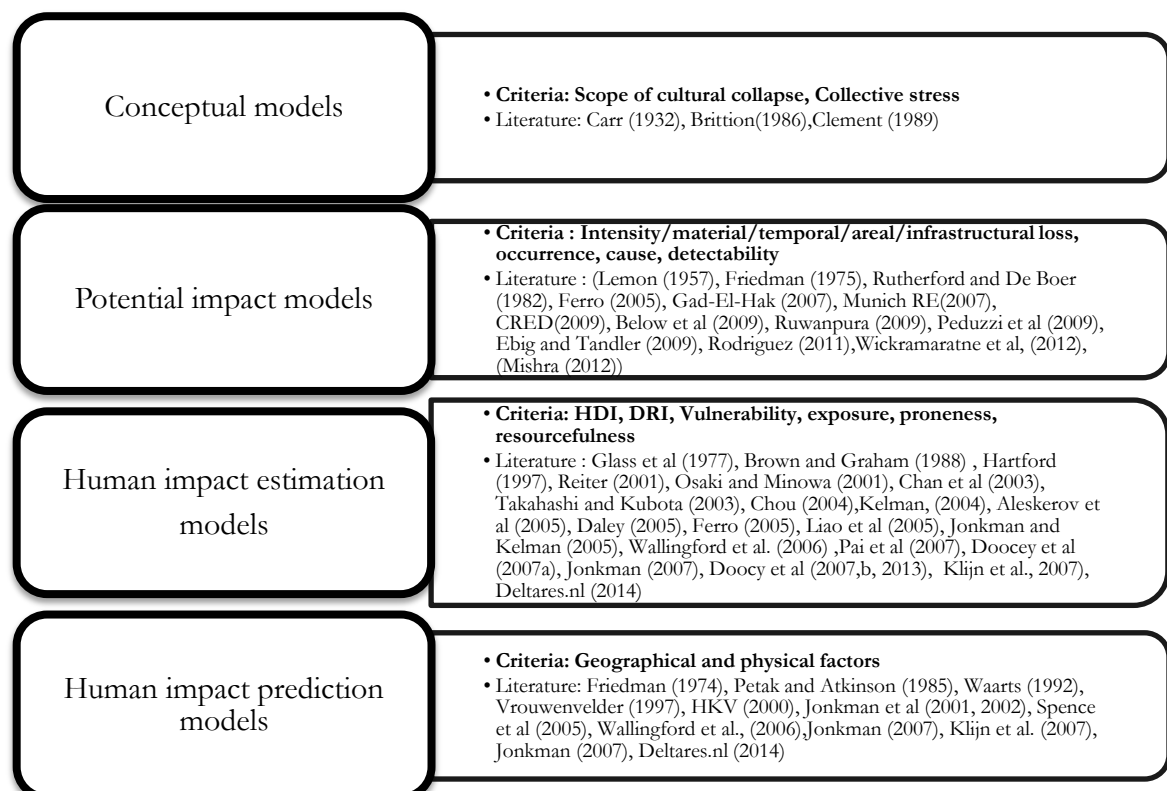 Conceptual models
• Criteria: Scope of cultural collapse, Collective stress
• Literature: Carr (1932), Brittion(1986),Clement (1989)
Potential impact models
• Criteria : Intensity/material/temporal/areal/infrastructural loss,
occurrence, cause, detectability
• Literature : (Lemon (1957), Friedman (1975), Rutherford and De Boer
(1982), Ferro (2005), Gad-El-Hak (2007), Munich RE(2007),
CRED(2009), Below et al (2009), Ruwanpura (2009), Peduzzi et al (2009),
Ebig and Tandler (2009), Rodriguez (2011),Wickramaratne et al, (2012),
(Mishra (2012))
Human impact estimation
models
• Criteria: HDI, DRI, Vulnerability, exposure, proneness,
resourcefulness
• Literature : Glass et al (1977), Brown and Graham (1988) , Hartford
(1997), Reiter (2001), Osaki and Minowa (2001), Chan et al (2003),
Takahashi and Kubota (2003), Chou (2004),Kelman, (2004), Aleskerov et
al (2005), Daley (2005), Ferro (2005), Liao et al (2005), Jonkman and
Kelman (2005), Wallingford et al. (2006) ,Pai et al (2007), Doocey et al
(2007a), Jonkman (2007), Doocy et al (2007,b, 2013),  Klijn et al., 2007),
Deltares.nl (2014)
Human impact prediction
models
• Criteria: Geographical and physical factors
• Literature: Friedman (1974), Petak and Atkinson (1985), Waarts (1992),
Vrouwenvelder (1997), HKV (2000), Jonkman et al (2001, 2002), Spence
et al (2005), Wallingford et al., (2006),Jonkman (2007), Klijn et al. (2007),
Jonkman (2007), Deltares.nl (2014)